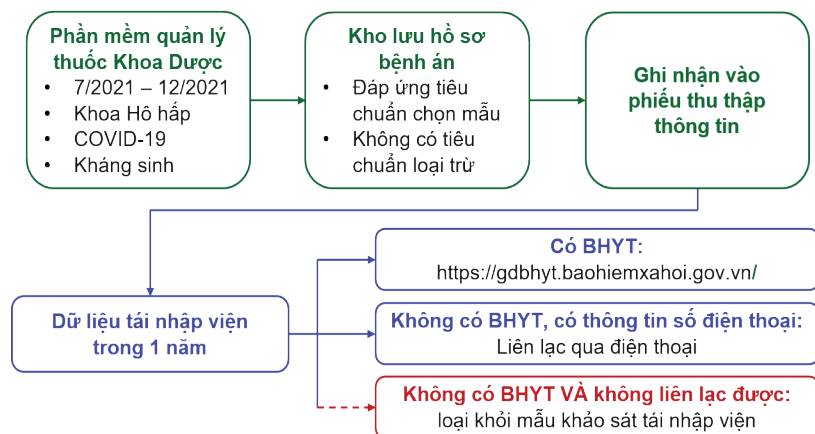 Phần mềm quản lý
thuốc Khoa Dược
• 7/2021 – 12/2021
• Khoa Hô hấp
• COVID-19
• Kháng sinh
Kho lưu hồ sơ
bệnh án
• Đáp ứng tiêu
chuẩn chọn mẫu
• Không có tiêu
chuẩn loại trừ
Ghi nhận vào
phiếu thu thập
thông tin
Dữ liệu tái nhập viện
trong 1 năm
Có BHYT:
https://gdbhyt.baohiemxahoi.gov.vn/
Không có BHYT, có thông tin số điện thoại:
Liên lạc qua điện thoại
Không có BHYT VÀ không liên lạc được:
loại khỏi mẫu khảo sát tái nhập viện